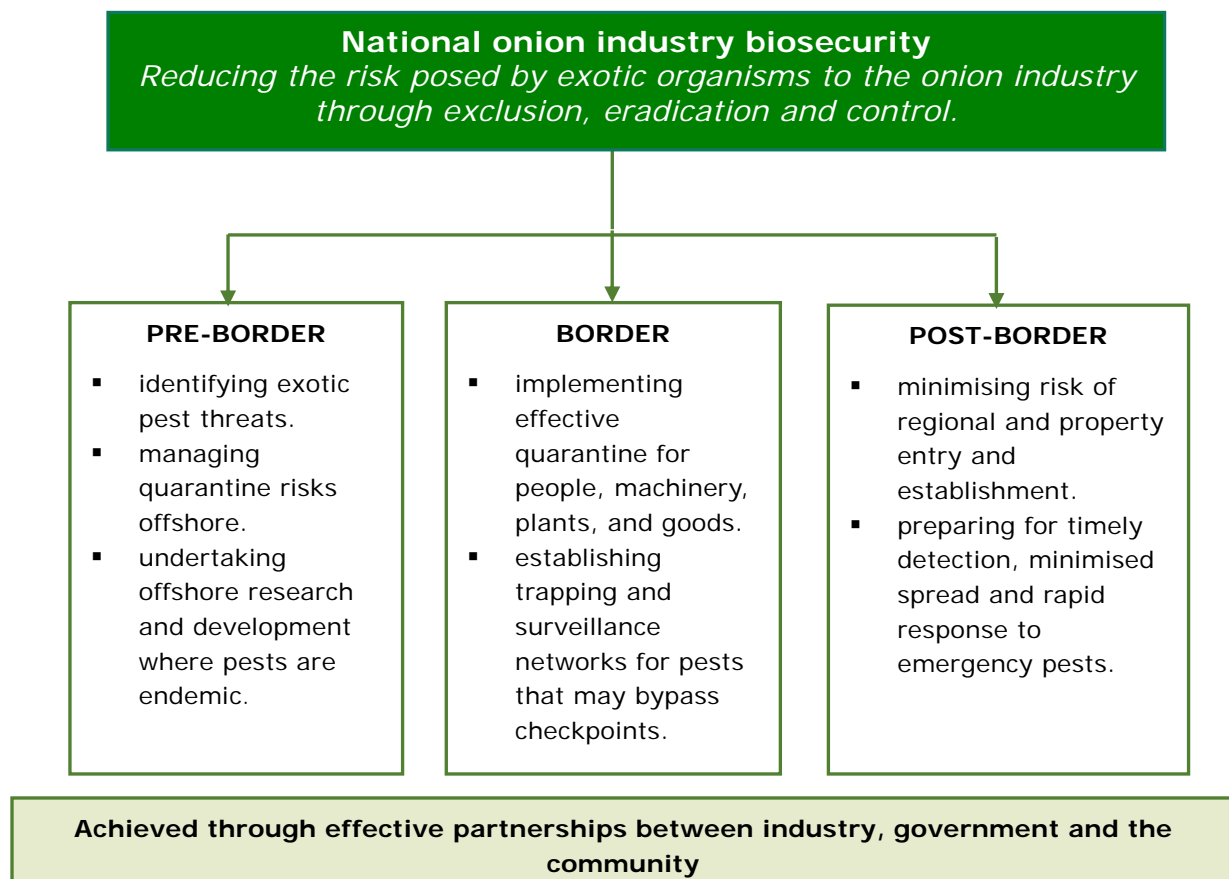 National onion industry biosecurity
Reducing the risk posed by exotic organisms to the onion industry
through exclusion, eradication and control.
PRE-BORDER
▪ identifying exotic
pest threats.
▪ managing
quarantine risks
offshore.
▪ undertaking
offshore research
and development
where pests are
endemic.
BORDER
▪ implementing
effective
quarantine for
people, machinery,
plants, and goods.
▪ establishing
trapping and
surveillance
networks for pests
that may bypass
checkpoints.
POST-BORDER
▪ minimising risk of
regional and property
entry and
establishment.
▪ preparing for timely
detection, minimised
spread and rapid
response to
emergency pests.
Achieved through effective partnerships between industry, government and the
community